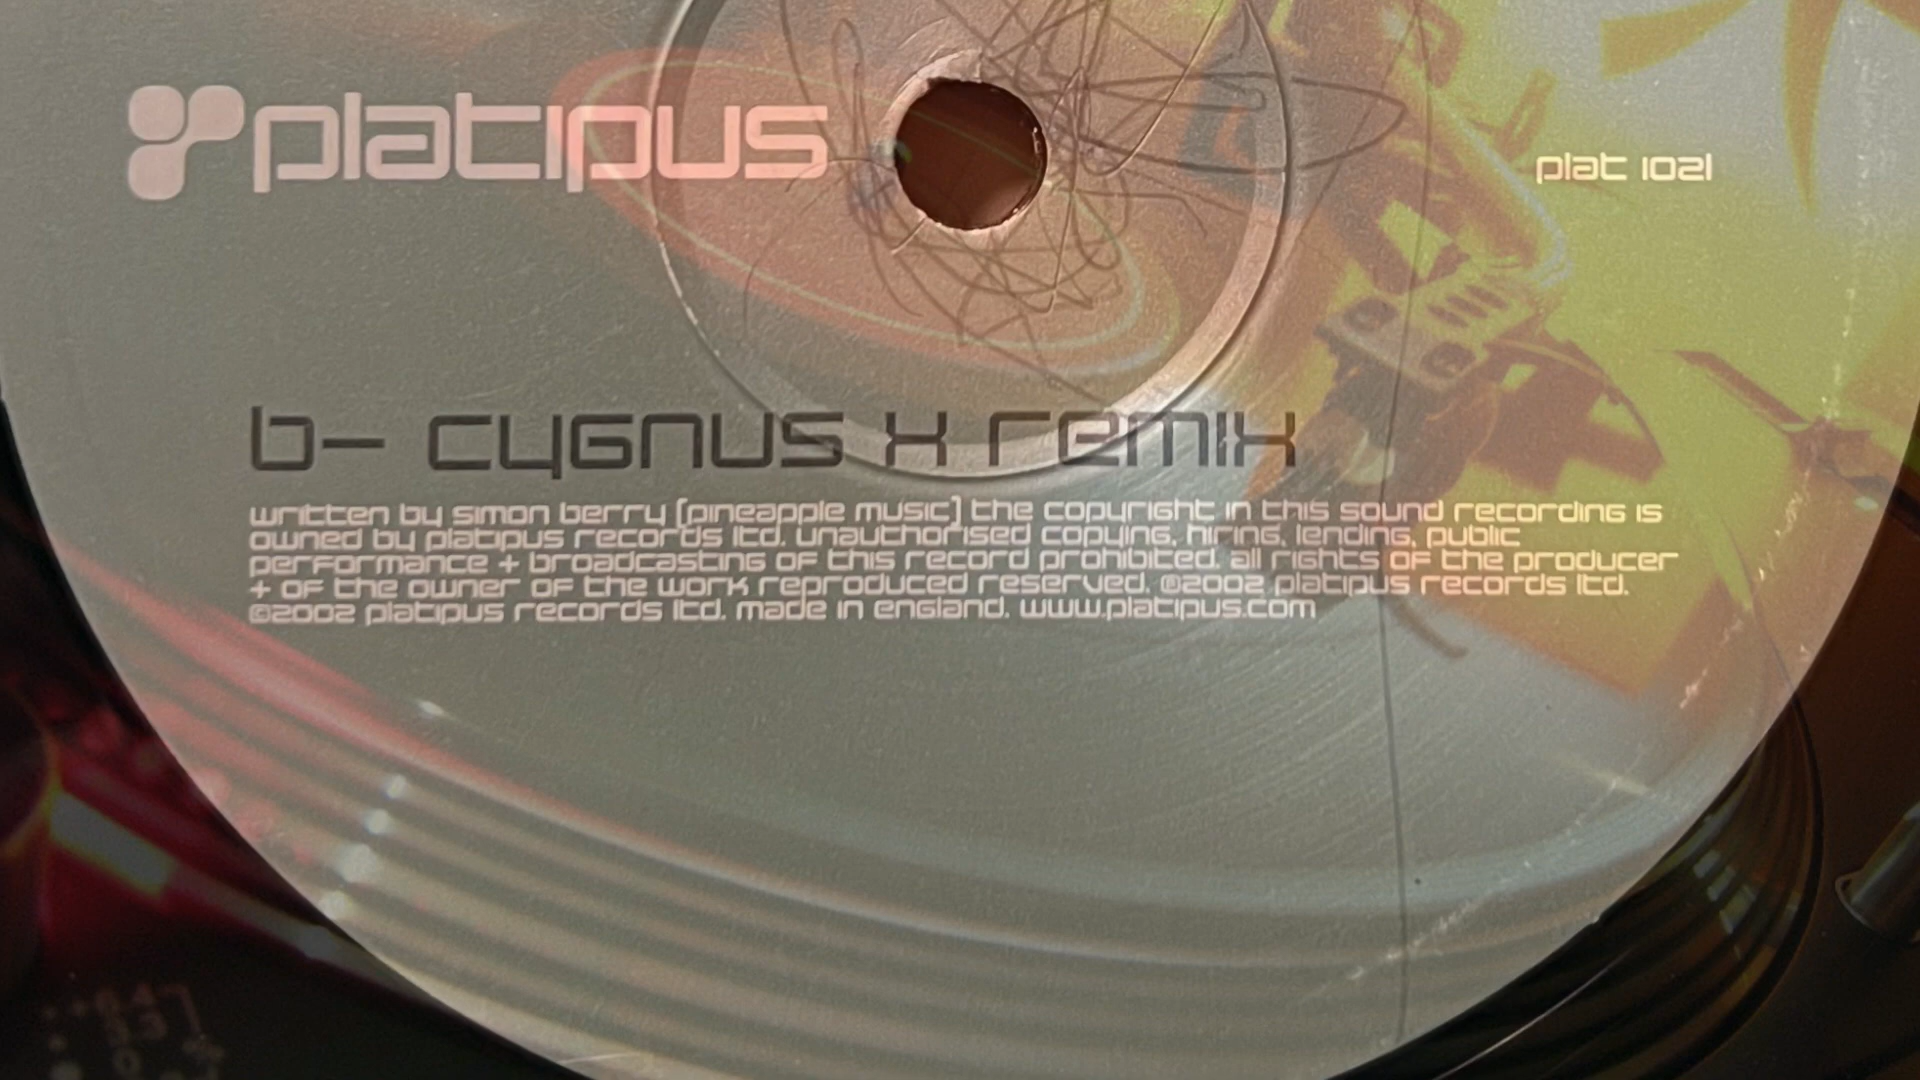 platipus
plat 1021
b- cygnus x remix
written by simon berry [pineapple music] the copyright in this sound recording is
owned by platipus records ltd. unauthorised copying, hiring, lending, public
performance + broadcasting of this record prohibited. all rights of the producer
+ of the owner of the work reproduced reserved. ℗2002 platipus records ltd.
©2002 platipus records ltd. made in england. www.platipus.com